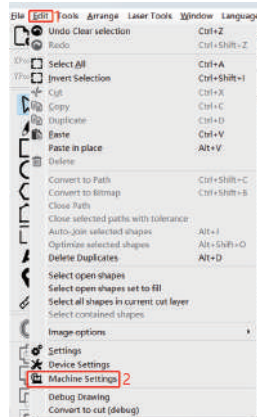 File Edit Tools Arrange Laser Tools Window Language
Undo Clear selection Ctrl+Z
Redo Ctrl+Shift+Z
Select All Ctrl+A
Invert Selection Ctrl+Shift+I
Cut Ctrl+X
Copy Ctrl+C
Duplicate Ctrl+D
Paste Ctrl+V
Paste in place Alt+V
Delete
Convert to Path Ctrl+Shift+C
Convert to Bitmap Ctrl+Shift+B
Close Path
Close selected paths with tolerance
Auto-Join selected shapes Alt+J
Optimize selected shapes Alt+Shift+O
Delete Duplicates Alt+D
Select open shapes
Select open shapes set to fill
Select all shapes in current cut layer
Select contained shapes
Image options
Settings
Device Settings
Machine Settings 2
Debug Drawing
Convert to cut (debug)